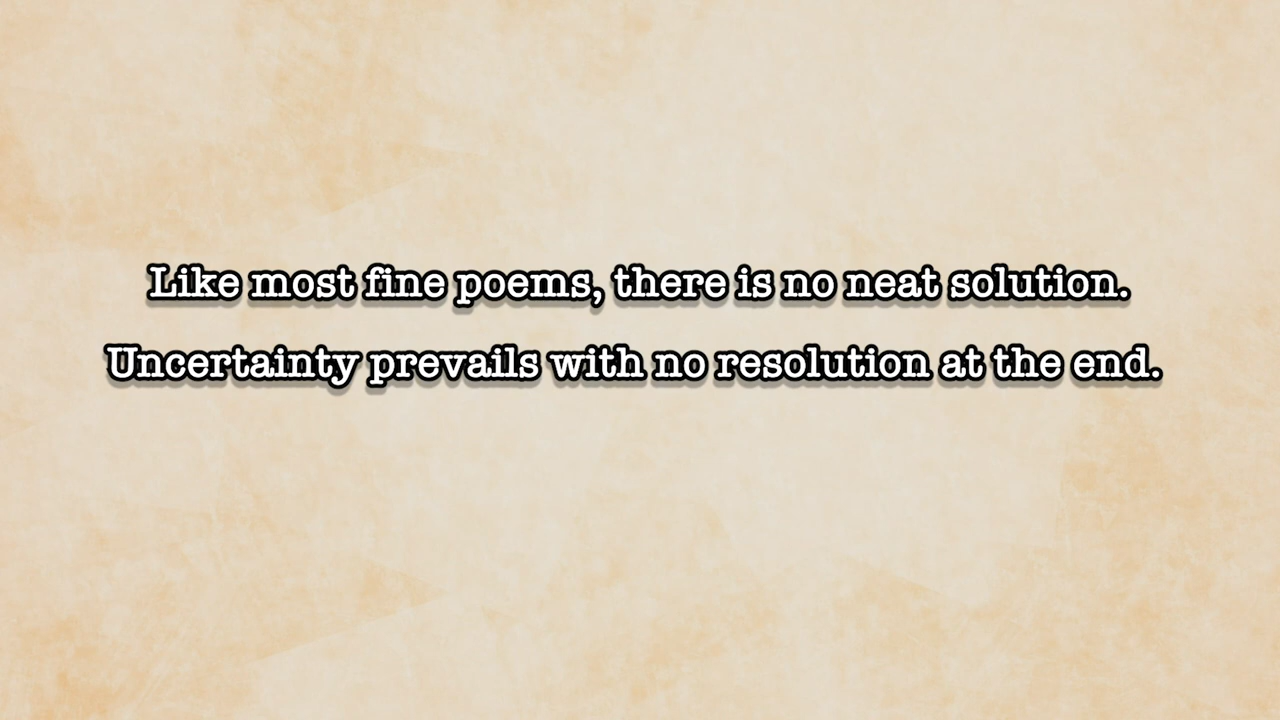 Like most fine poems, there is no neat solution.
Uncertainty prevails with no resolution at the end.